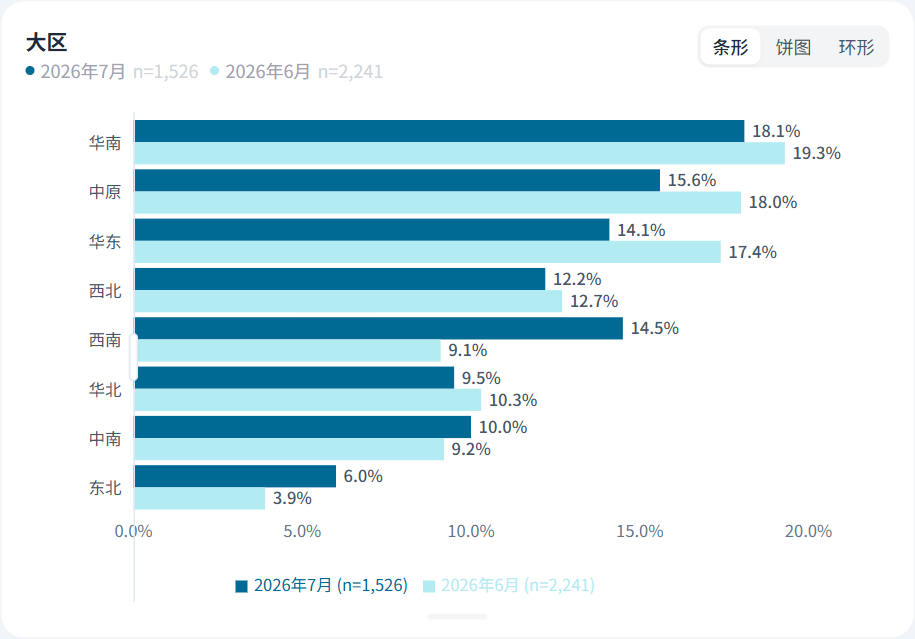 大区
条形 饼图 环形
2026年7月 n=1,526 2026年6月 n=2,241
华南 18.1%
19.3%
中原 15.6%
18.0%
华东 14.1%
17.4%
西北 12.2%
12.7%
西南 14.5%
9.1%
华北 9.5%
10.3%
中南 10.0%
9.2%
东北 6.0%
3.9%
0.0% 5.0% 10.0% 15.0% 20.0%
2026年7月 (n=1,526) 2026年6月 (n=2,241)